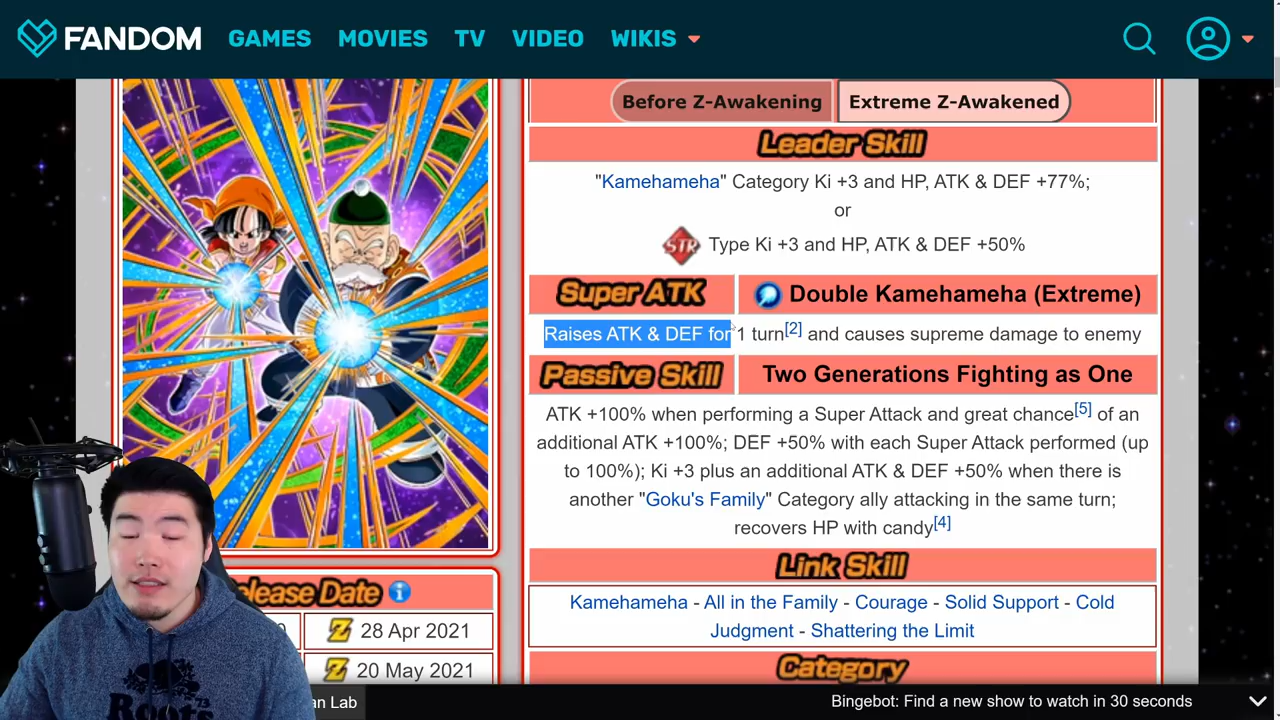 FANDOM GAMES MOVIES TV VIDEO WIKIS
Before Z-Awakening Extreme Z-Awakened
Leader Skill
"Kamehameha" Category Ki +3 and HP, ATK & DEF +77%;
or
STR Type Ki +3 and HP, ATK & DEF +50%
Super ATK Double Kamehameha (Extreme)
Raises ATK & DEF for 1 turn[2] and causes supreme damage to enemy
Passive Skill Two Generations Fighting as One
ATK +100% when performing a Super Attack and great chance[5] of an
additional ATK +100%; DEF +50% with each Super Attack performed (up
to 100%); Ki +3 plus an additional ATK & DEF +50% when there is
another "Goku's Family" Category ally attacking in the same turn;
recovers HP with candy[4]
Link Skill
Kamehameha - All in the Family - Courage - Solid Support - Cold
Judgment - Shattering the Limit
Category
elease Date i
Z 28 Apr 2021
Z 20 May 2021
an Lab
Bingebot: Find a new show to watch in 30 seconds
ROOTS